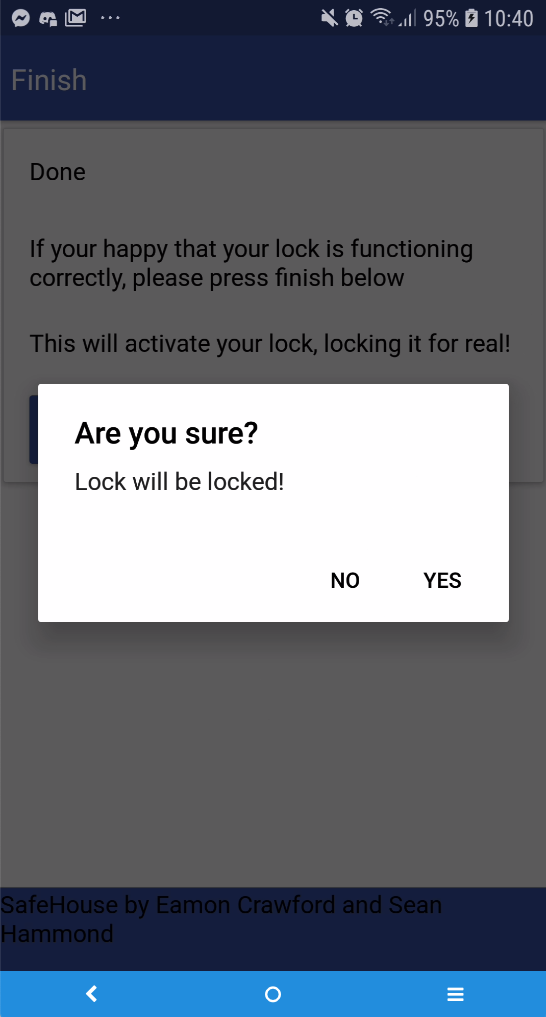 95% 10:40
Finish
Done
If your happy that your lock is functioning
correctly, please press finish below
This will activate your lock, locking it for real!
Are you sure?
Lock will be locked!
NO YES
SafeHouse by Eamon Crawford and Sean
Hammond